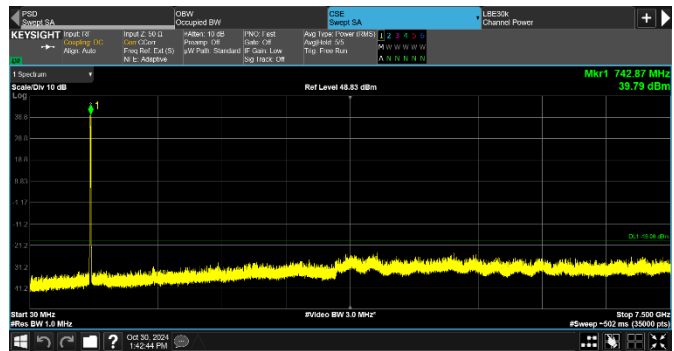 PSD
Swept SA
OBW
Occupied BW
CSE
Swept SA
LBE30k
Channel Power
KEYSIGHT
Input: RF
Coupling: DC
Align: Auto
Input Z: 50 Ω
Corr CCorr
Freq Ref: Ext (S)
NFE: Adaptive
#Atten: 10 dB
Preamp: Off
µW Path: Standard
PNO: Fast
Gate: Off
IF Gain: Low
Sig Track: Off
Avg Type: Power (RMS)
Avg|Hold: 5/5
Trig: Free Run
1 2 3 4 5 6
M W W W W W
A N N N N N
1 Spectrum
Mkr1 742.87 MHz
Scale/Div 10 dB
Ref Level 48.83 dBm
39.79 dBm
Log
1
38.8
28.8
18.8
8.83
-1.17
-11.2
DL1 -19.00 dBm
-21.2
-31.2
-41.2
Start 30 MHz
#Video BW 3.0 MHz*
Stop 7.500 GHz
#Res BW 1.0 MHz
#Sweep ~502 ms (35000 pts)
Oct 30, 2024
1:42:44 PM